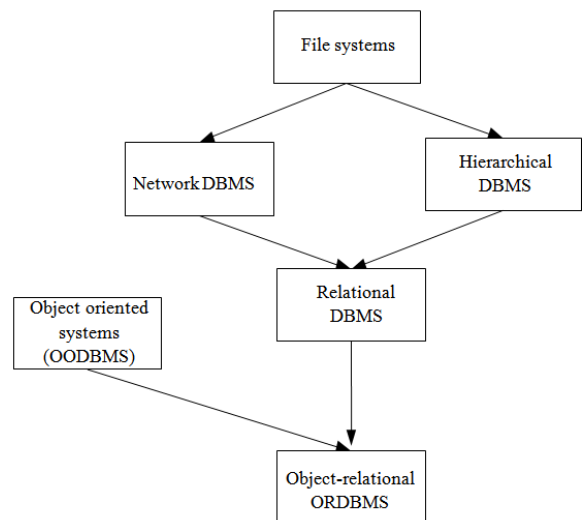 File systems
Network DBMS
Hierarchical
DBMS
Relational
DBMS
Object oriented
systems
(OODBMS)
Object-relational
ORDBMS